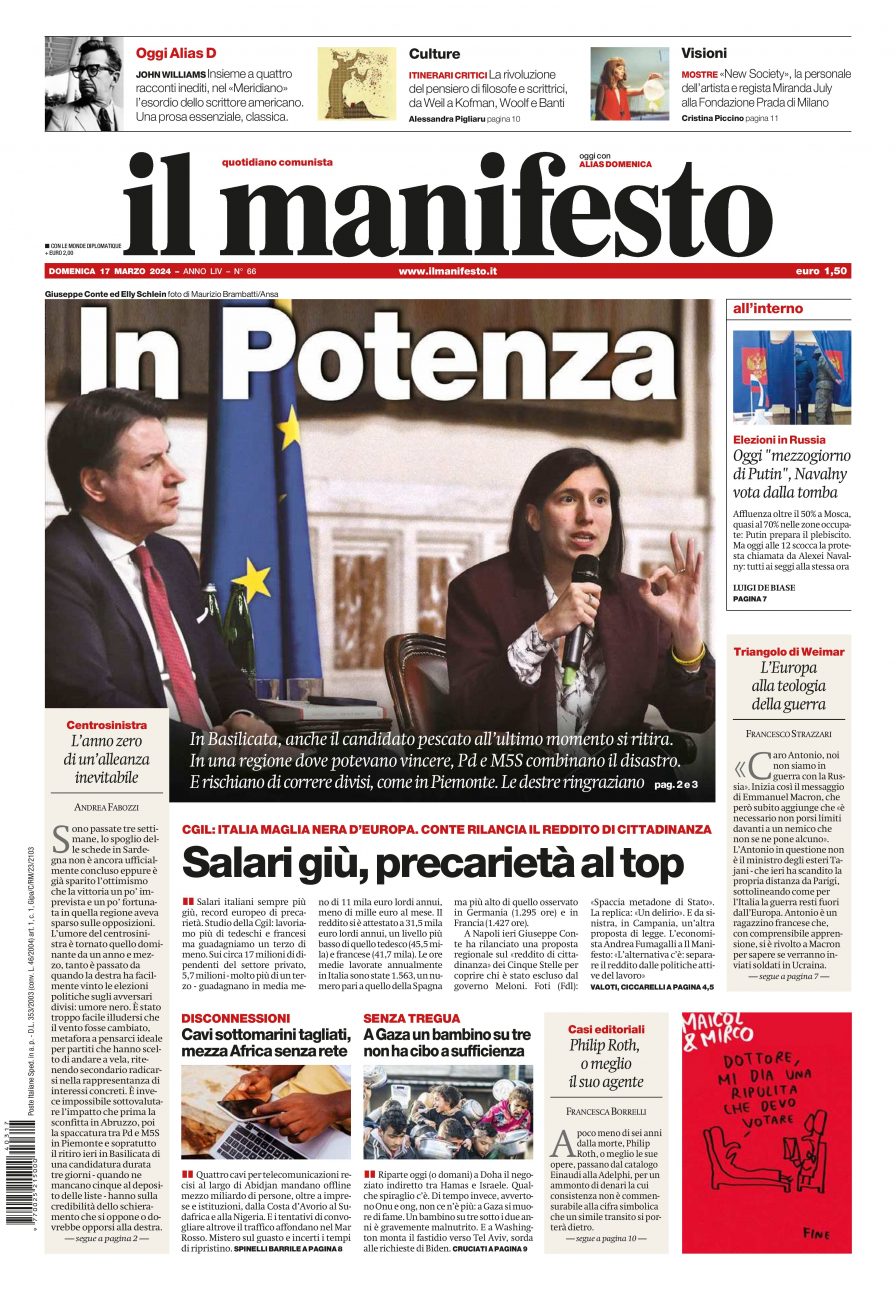 Oggi Alias D
JOHN WILLIAMS Insieme a quattro
racconti inediti, nel «Meridiano»
l'esordio dello scrittore americano.
Una prosa essenziale, classica.
Culture
ITINERARI CRITICI La rivoluzione
del pensiero di filosofe e scrittrici,
da Weil a Kofman, Woolf e Banti
Alessandra Pigliaru pagina 10
Visioni
MOSTRE «New Society», la personale
dell'artista e regista Miranda July
alla Fondazione Prada di Milano
Cristina Piccino pagina 11
quotidiano comunista
oggi con
ALIAS DOMENICA
il manifesto
■ CON LE MONDE DIPLOMATIQUE
+ EURO 2,00
DOMENICA 17 MARZO 2024 – ANNO LIV – N° 66
www.ilmanifesto.it
euro 1,50
Giuseppe Conte ed Elly Schlein foto di Maurizio Brambatti/Ansa
In Potenza
In Basilicata, anche il candidato pescato all'ultimo momento si ritira.
In una regione dove potevano vincere, Pd e M5S combinano il disastro.
E rischiano di correre divisi, come in Piemonte. Le destre ringraziano pag. 2 e 3
all'interno
Elezioni in Russia
Oggi "mezzogiorno
di Putin", Navalny
vota dalla tomba
Affluenza oltre il 50% a Mosca,
quasi al 70% nelle zone occupa-
te: Putin prepara il plebiscito.
Ma oggi alle 12 scocca la prote-
sta chiamata da Alexei Naval-
ny: tutti ai seggi alla stessa ora
LUIGI DE BIASE
PAGINA 7
Triangolo di Weimar
L'Europa
alla teologia
della guerra
FRANCESCO STRAZZARI
«Caro Antonio, noi
non siamo in
guerra con la Rus-
sia». Inizia così il messaggio
di Emmanuel Macron, che
però subito aggiunge che «è
necessario non porsi limiti
davanti a un nemico che
non se ne pone alcuno».
L'Antonio in questione non
è il ministro degli esteri Ta-
jani - che ieri ha scandito la
propria distanza da Parigi,
sottolineando come per
l'Italia la guerra resti fuori
dall'Europa. Antonio è un
ragazzino francese che,
con comprensibile appren-
sione, si è rivolto a Macron
per sapere se verranno in-
viati soldati in Ucraina.
— segue a pagina 7 —
Centrosinistra
L'anno zero
di un'alleanza
inevitabile
ANDREA FABOZZI
Sono passate tre setti-
mane, lo spoglio del-
le schede in Sarde-
gna non è ancora ufficial-
mente concluso eppure è
già sparito l'ottimismo
che la vittoria un po' im-
prevista e un po' fortuna-
ta in quella regione aveva
sparso sulle opposizioni.
L'umore del centrosini-
stra è tornato quello domi-
nante da un anno e mez-
zo, tanto è passato da
quando la destra ha facil-
mente vinto le elezioni
politiche sugli avversari
divisi: umore nero. È stato
troppo facile illudersi che
il vento fosse cambiato,
metafora a pensarci ideale
per partiti che hanno scel-
to di andare a vela, rite-
nendo secondario radicar-
si nella rappresentanza di
interessi concreti. È inve-
ce impossibile sottovaluta-
re l'impatto che prima la
sconfitta in Abruzzo, poi
la spaccatura tra Pd e M5S
in Piemonte e soprattutto
il ritiro ieri in Basilicata di
una candidatura durata
tre giorni - quando ne
mancano cinque al deposi-
to delle liste - hanno sulla
credibilità dello schiera-
mento che si oppone o do-
vrebbe opporsi alla destra.
— segue a pagina 2 —
CGIL: ITALIA MAGLIA NERA D'EUROPA. CONTE RILANCIA IL REDDITO DI CITTADINANZA
Salari giù, precarietà al top
Salari italiani sempre più
giù, record europeo di preca-
rietà. Studio della Cgil: lavoria-
mo più di tedeschi e francesi
ma guadagniamo un terzo di
meno. Sui circa 17 milioni di di-
pendenti del settore privato,
5,7 milioni - molto più di un ter-
zo - guadagnano in media me-
no di 11 mila euro lordi annui,
meno di mille euro al mese. Il
reddito si è attestato a 31,5 mila
euro lordi annui, un livello più
basso di quello tedesco (45,5 mi-
la) e francese (41,7 mila). Le ore
medie lavorate annualmente
in Italia sono state 1.563, un nu-
mero pari a quello della Spagna
ma più alto di quello osservato
in Germania (1.295 ore) e in
Francia (1.427 ore).
A Napoli ieri Giuseppe Con-
te ha rilanciato una proposta
regionale sul «reddito di citta-
dinanza» dei Cinque Stelle per
coprire chi è stato escluso dal
governo Meloni. Foti (Fdl):
«Spaccia metadone di Stato».
La replica: «Un delirio». E da si-
nistra, in Campania, un'altra
proposta di legge. L'economi-
sta Andrea Fumagalli a Il Mani-
festo: «L'alternativa c'è: separa-
re il reddito dalle politiche atti-
ve del lavoro»
VALOTI, CICCARELLI A PAGINA 4,5
DISCONNESSIONI
Cavi sottomarini tagliati,
mezza Africa senza rete
Quattro cavi per telecomunicazioni re-
cisi al largo di Abidjan mandano offline
mezzo miliardo di persone, oltre a impre-
se e istituzioni, dalla Costa d'Avorio al Su-
dafrica e alla Nigeria. E i tentativi di convo-
gliare altrove il traffico affondano nel Mar
Rosso. Mistero sul guasto e incerti i tempi
di ripristino. SPINELLI BARRILE A PAGINA 8
SENZA TREGUA
A Gaza un bambino su tre
non ha cibo a sufficienza
Riparte oggi (o domani) a Doha il nego-
ziato indiretto tra Hamas e Israele. Qual-
che spiraglio c'è. Di tempo invece, averto-
no Onu e ong, non ce n'è più: a Gaza si muo-
re di fame. Un bambino su tre sotto i due an-
ni è gravemente malnutrito. E a Washing-
ton monta il fastidio verso Tel Aviv, sorda
alle richieste di Biden. CRUCIATI A PAGINA 9
Casi editoriali
Philip Roth,
o meglio
il suo agente
FRANCESCA BORRELLI
A poco meno di sei anni
dalla morte, Philip
Roth, o meglio le sue
opere, passano dal catalogo
Einaudi alla Adelphi, per un
ammonto di denari la cui
consistenza non è commen-
surabile alla cifra simbolica
che un simile transito si por-
terà dietro.
— segue a pagina 10 —
MAICOL
& MIRCO
DOTTORE,
MI DIA UNA
RIPULITA
CHE DEVO
VOTARE
FINE
Poste Italiane Sped. in a. p. - D.L. 353/2003 (conv. L. 46/2004) art. 1, c. 1, Gipa/C/RM/23/2103
40317
9 770025 215000